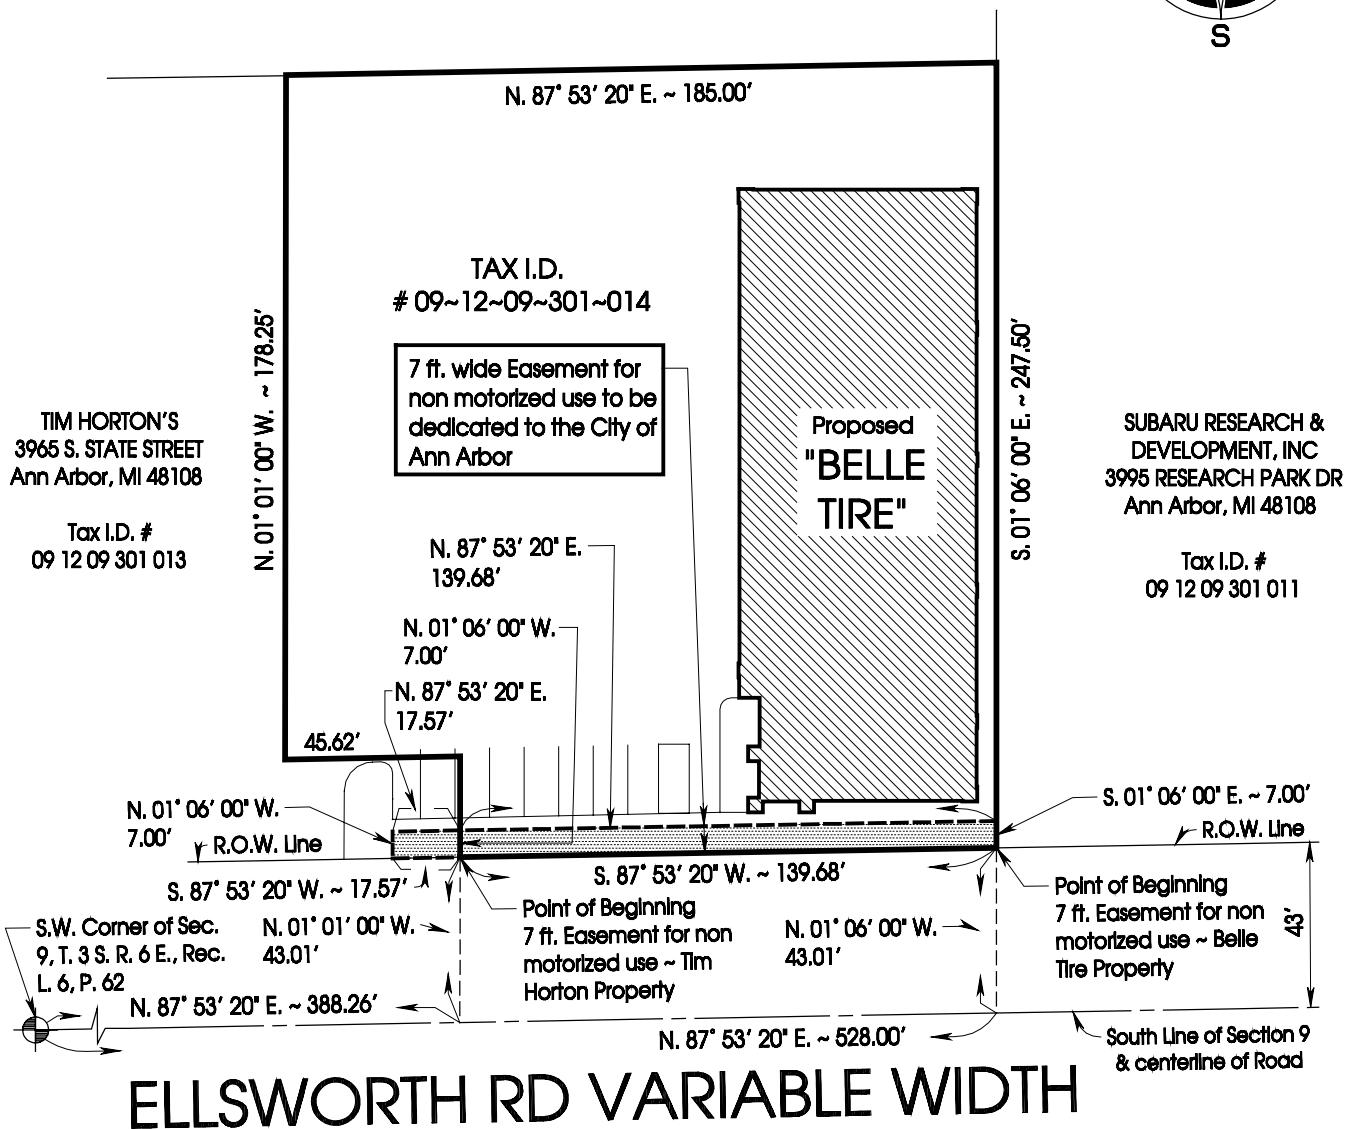 S
N. 87° 53' 20" E. ~ 185.00'
TAX I.D.
# 09~12~09~301~014
N. 01° 01' 00" W. ~ 178.25'
S. 01° 06' 00" E. ~ 247.50'
7 ft. wide Easement for
non motorized use to be
dedicated to the City of
Ann Arbor
TIM HORTON'S
3965 S. STATE STREET
Ann Arbor, MI 48108
Tax I.D. #
09 12 09 301 013
Proposed
"BELLE
TIRE"
SUBARU RESEARCH &
DEVELOPMENT, INC
3995 RESEARCH PARK DR
Ann Arbor, MI 48108
Tax I.D. #
09 12 09 301 011
N. 87° 53' 20" E.
139.68'
N. 01° 06' 00" W.
7.00'
N. 87° 53' 20" E.
17.57'
45.62'
N. 01° 06' 00" W.
7.00'
R.O.W. Line
S. 01° 06' 00" E. ~ 7.00'
R.O.W. Line
S. 87° 53' 20" W. ~ 17.57'
S. 87° 53' 20" W. ~ 139.68'
S.W. Corner of Sec.
9, T. 3 S. R. 6 E., Rec.
L. 6, P. 62
N. 01° 01' 00" W.
43.01'
Point of Beginning
7 ft. Easement for non
motorized use ~ Tim
Horton Property
N. 01° 06' 00" W.
43.01'
Point of Beginning
7 ft. Easement for non
motorized use ~ Belle
Tire Property
43'
N. 87° 53' 20" E. ~ 388.26'
N. 87° 53' 20" E. ~ 528.00'
South Line of Section 9
& centerline of Road
ELLSWORTH RD VARIABLE WIDTH